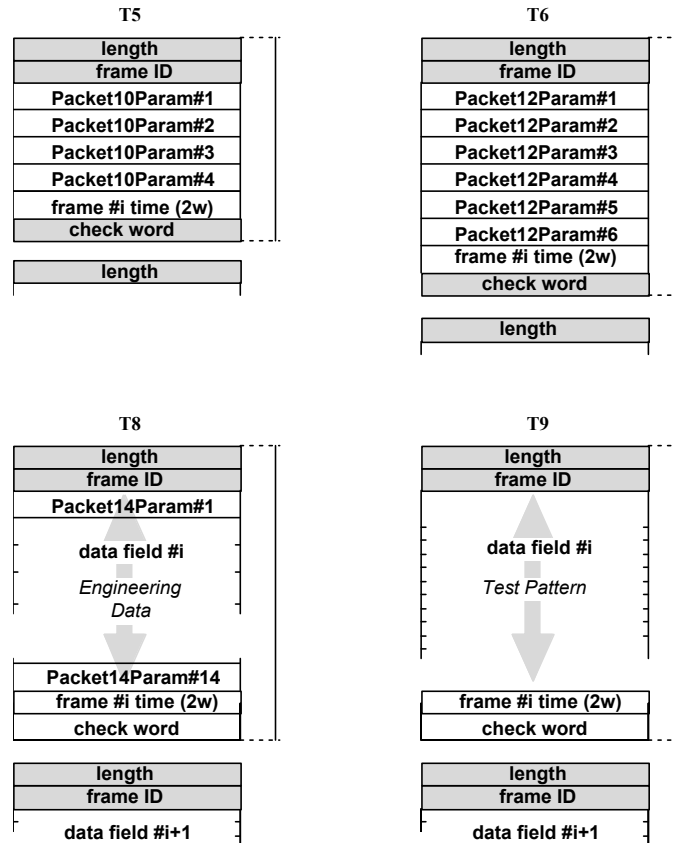 T5
length
frame ID
Packet10Param#1
Packet10Param#2
Packet10Param#3
Packet10Param#4
frame #i time (2w)
check word
length
T6
length
frame ID
Packet12Param#1
Packet12Param#2
Packet12Param#3
Packet12Param#4
Packet12Param#5
Packet12Param#6
frame #i time (2w)
check word
length
T8
length
frame ID
Packet14Param#1
data field #i
Engineering
Data
Packet14Param#14
frame #i time (2w)
check word
length
frame ID
data field #i+1
T9
length
frame ID
data field #i
Test Pattern
frame #i time (2w)
check word
length
frame ID
data field #i+1